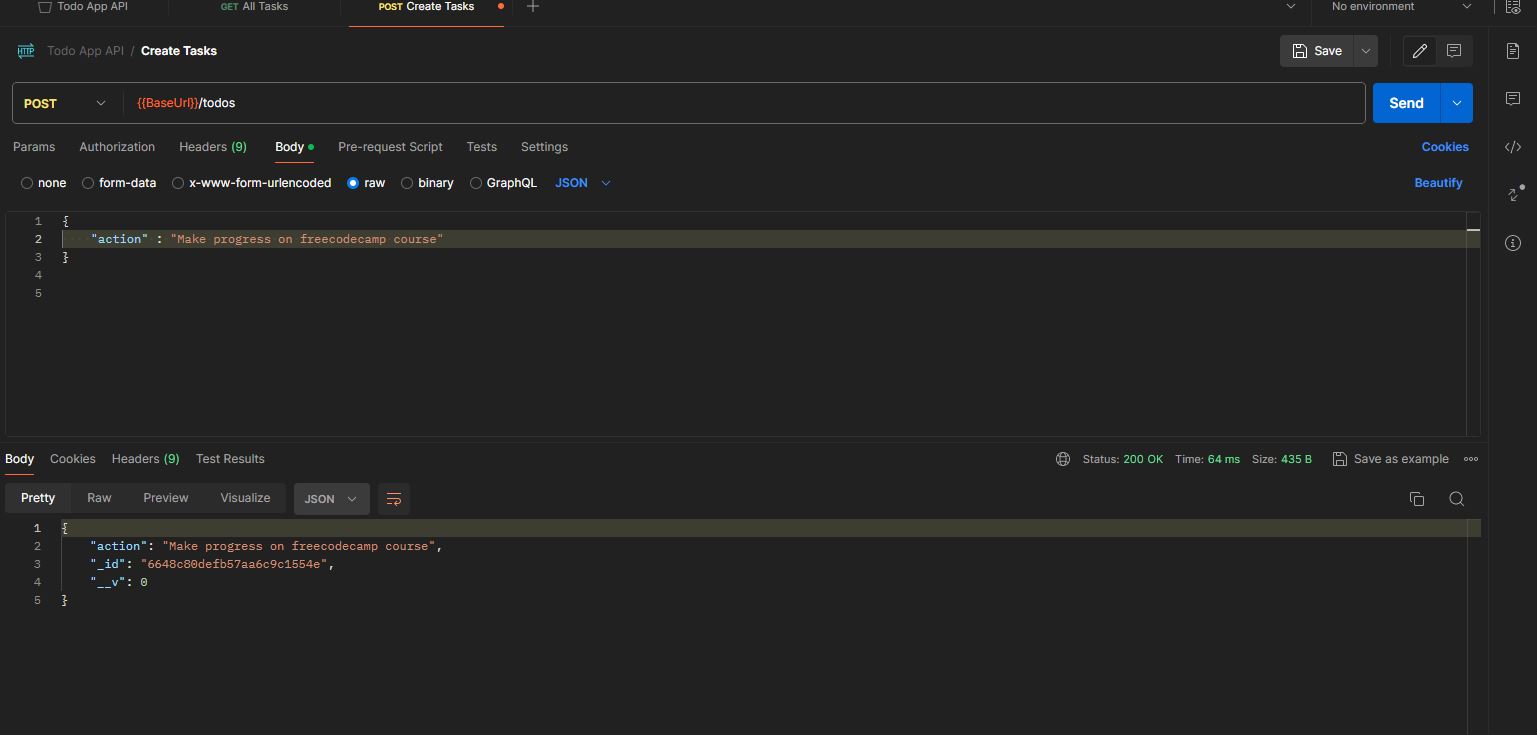 Todo App API GET All Tasks POST Create Tasks No environment
HTTP Todo App API / Create Tasks Save
POST {{BaseUrl}}/todos Send
Params Authorization Headers (9) Body Pre-request Script Tests Settings Cookies
none form-data x-www-form-urlencoded raw binary GraphQL JSON Beautify
1 {
2 "action" : "Make progress on freecodecamp course"
3 }
4
5
Body Cookies Headers (9) Test Results Status: 200 OK Time: 64 ms Size: 435 B Save as example
Pretty Raw Preview Visualize JSON
1 {
2 "action": "Make progress on freecodecamp course",
3 "_id": "6648c80defb57aa6c9c1554e",
4 "__v": 0
5 }